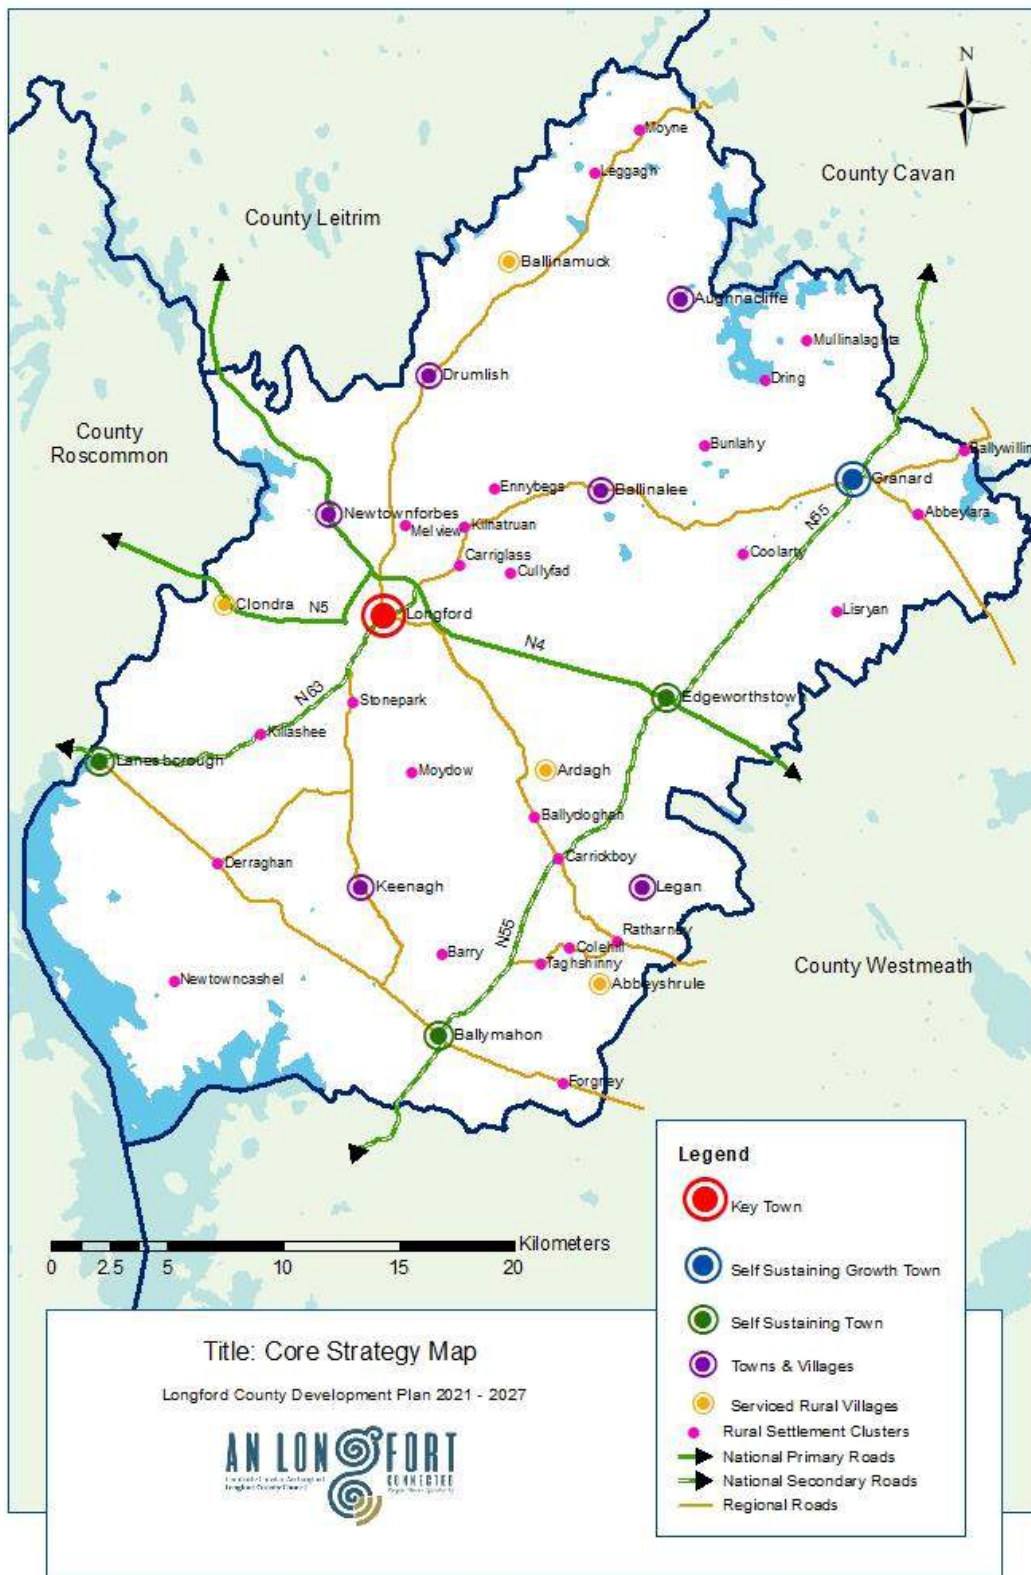 N
Moyne
County Cavan
Leggagh
County Leitrim
Ballinamuck
Aughnacliffe
Mullinalaghta
Drumlish
Dring
County
Roscommon
Bunlahy
Ballywillin
Granard
Ennybegs
Ballinalee
Newtownforbes
Melview
Kilnatruan
Abbeylara
N55
Coolarty
Carriglass
Cullyfad
Clondra
N5
Longford
Lisryan
N4
N63
Stonepark
Edgeworthstown
Killashee
Lanesborough
Moydow
Ardagh
Ballycloghan
Carrickboy
Derraghan
Keenagh
Legan
N55
Ratharney
Barry
Colehill
Taghshinny
County Westmeath
Newtowncashel
Abbeyshrule
Ballymahon
Forgney
Kilometers
0 2.5 5 10 15 20
Legend
Key Town
Self Sustaining Growth Town
Self Sustaining Town
Towns & Villages
Serviced Rural Villages
Rural Settlement Clusters
National Primary Roads
National Secondary Roads
Regional Roads
Title: Core Strategy Map
Longford County Development Plan 2021 - 2027
AN LONGFORT
CONNECTED
Longford County Council